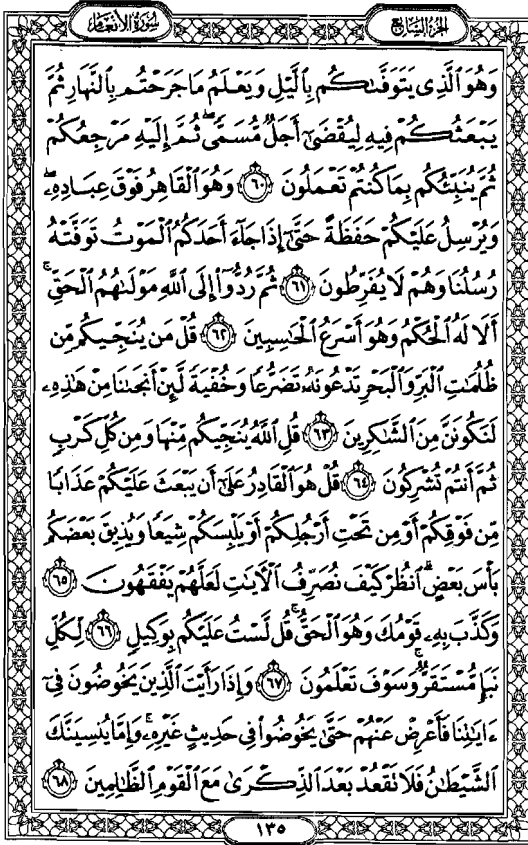 سورة الأنعام
الجزء السابع
وَهُوَ ٱلَّذِى يَتَوَفَّىٰكُم بِٱلَّيْلِ وَيَعْلَمُ مَا جَرَحْتُم بِٱلنَّهَارِ ثُمَّ
يَبْعَثُكُمْ فِيهِ لِيُقْضَىٰٓ أَجَلٌ مُّسَمًّى ۖ ثُمَّ إِلَيْهِ مَرْجِعُكُمْ
ثُمَّ يُنَبِّئُكُم بِمَا كُنتُمْ تَعْمَلُونَ ٦٠ وَهُوَ ٱلْقَاهِرُ فَوْقَ عِبَادِهِۦ ۖ
وَيُرْسِلُ عَلَيْكُمْ حَفَظَةً حَتَّىٰٓ إِذَا جَآءَ أَحَدَكُمُ ٱلْمَوْتُ تَوَفَّتْهُ
رُسُلُنَا وَهُمْ لَا يُفَرِّطُونَ ٦١ ثُمَّ رُدُّوٓا۟ إِلَى ٱللَّهِ مَوْلَىٰهُمُ ٱلْحَقِّ ۚ
أَلَا لَهُ ٱلْحُكْمُ وَهُوَ أَسْرَعُ ٱلْحَٰسِبِينَ ٦٢ قُلْ مَن يُنَجِّيكُم مِّن
ظُلُمَٰتِ ٱلْبَرِّ وَٱلْبَحْرِ تَدْعُونَهُۥ تَضَرُّعًا وَخُفْيَةً لَّئِنْ أَنجَىٰنَا مِنْ هَٰذِهِۦ
لَنَكُونَنَّ مِنَ ٱلشَّٰكِرِينَ ٦٣ قُلِ ٱللَّهُ يُنَجِّيكُم مِّنْهَا وَمِن كُلِّ كَرْبٍ
ثُمَّ أَنتُمْ تُشْرِكُونَ ٦٤ قُلْ هُوَ ٱلْقَادِرُ عَلَىٰٓ أَن يَبْعَثَ عَلَيْكُمْ عَذَابًا
مِّن فَوْقِكُمْ أَوْ مِن تَحْتِ أَرْجُلِكُمْ أَوْ يَلْبِسَكُمْ شِيَعًا وَيُذِيقَ بَعْضَكُم
بَأْسَ بَعْضٍ ۗ ٱنظُرْ كَيْفَ نُصَرِّفُ ٱلْءَايَٰتِ لَعَلَّهُمْ يَفْقَهُونَ ٦٥
وَكَذَّبَ بِهِۦ قَوْمُكَ وَهُوَ ٱلْحَقُّ ۚ قُل لَّسْتُ عَلَيْكُم بِوَكِيلٍ ٦٦ لِّكُلِّ
نَبَإٍ مُّسْتَقَرٌّ ۚ وَسَوْفَ تَعْلَمُونَ ٦٧ وَإِذَا رَأَيْتَ ٱلَّذِينَ يَخُوضُونَ فِىٓ
ءَايَٰتِنَا فَأَعْرِضْ عَنْهُمْ حَتَّىٰ يَخُوضُوا۟ فِى حَدِيثٍ غَيْرِهِۦ ۚ وَإِمَّا يُنسِيَنَّكَ
ٱلشَّيْطَٰنُ فَلَا تَقْعُدْ بَعْدَ ٱلذِّكْرَىٰ مَعَ ٱلْقَوْمِ ٱلظَّٰلِمِينَ ٦٨
١٣٥